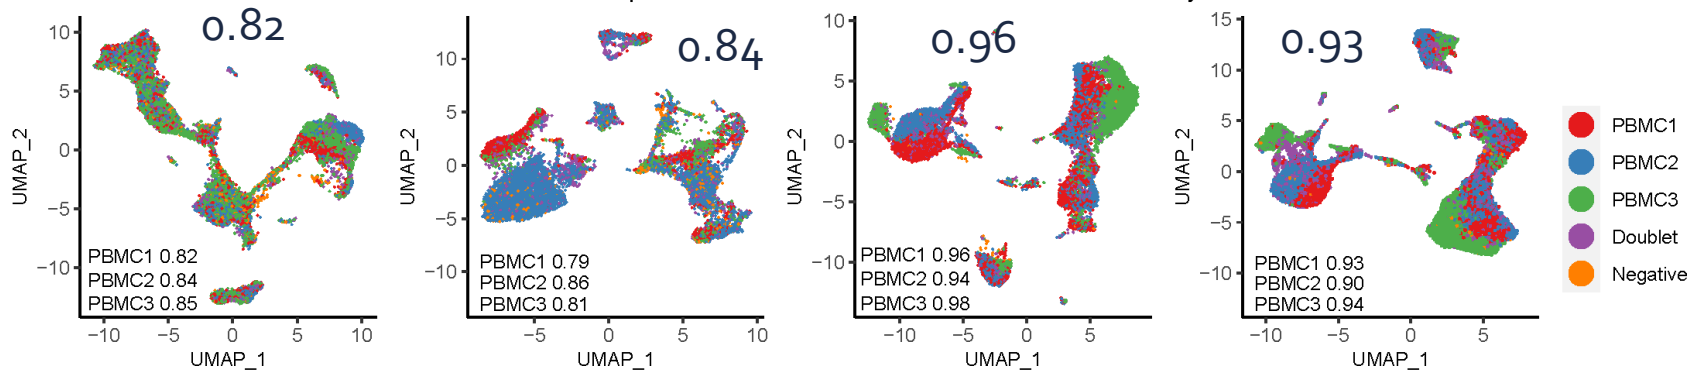 0.82
0.84
0.96
0.93
UMAP_2
10
5
0
−5
−10
PBMC1 0.82
PBMC2 0.84
PBMC3 0.85
−10
−5
0
5
10
UMAP_1
UMAP_2
10
5
0
−5
−10
PBMC1 0.79
PBMC2 0.86
PBMC3 0.81
−5
0
5
10
UMAP_1
UMAP_2
10
5
0
−5
−10
PBMC1 0.96
PBMC2 0.94
PBMC3 0.98
−10
−5
0
5
UMAP_1
UMAP_2
15
10
5
0
−5
−10
PBMC1 0.93
PBMC2 0.90
PBMC3 0.94
−10
−5
0
5
UMAP_1
PBMC1
PBMC2
PBMC3
Doublet
Negative